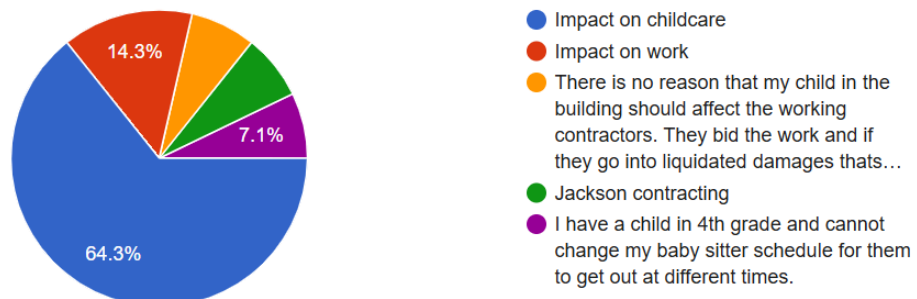 14.3%
7.1%
64.3%
Impact on childcare
Impact on work
There is no reason that my child in the
building should affect the working
contractors. They bid the work and if
they go into liquidated damages thats…
Jackson contracting
I have a child in 4th grade and cannot
change my baby sitter schedule for them
to get out at different times.